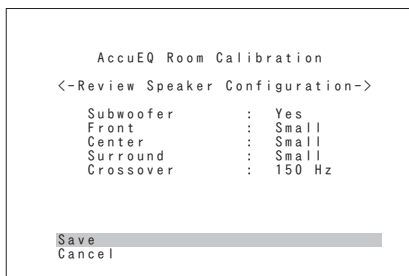 AccuEQ Room Calibration
<-Review Speaker Configuration->
Subwoofer : Yes
Front : Small
Center : Small
Surround : Small
Crossover : 150 Hz
Save
Cancel